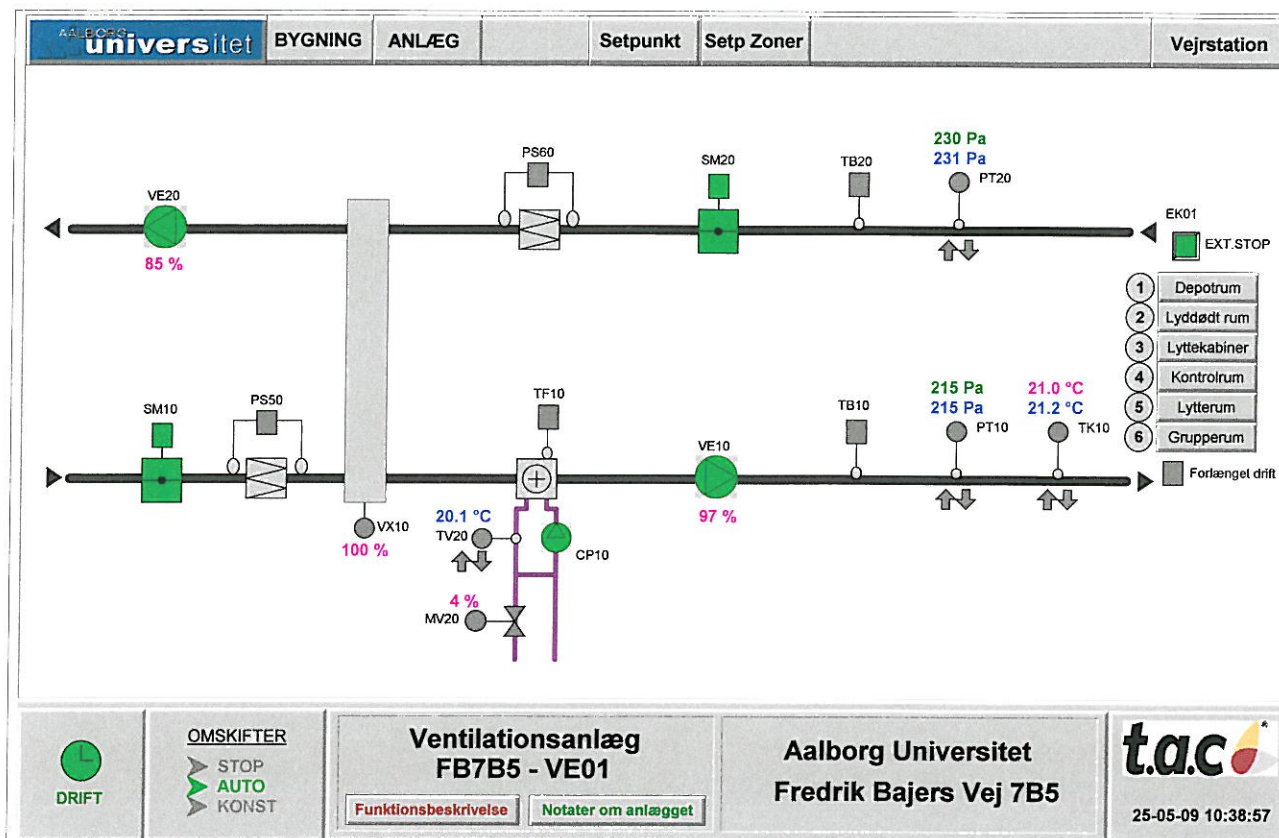 AALBORG
universitet
BYGNING
ANLÆG
Setpunkt
Setp Zoner
Vejrstation
230 Pa
231 Pa
PS60
SM20
TB20
PT20
VE20
EK01
EXT.STOP
85 %
1 Depotrum
2 Lyddødt rum
3 Lyttekabiner
4 Kontrolrum
5 Lytterum
6 Grupperum
Forlænget drift
TF10
215 Pa
215 Pa
21.0 °C
21.2 °C
SM10
PS50
TB10
PT10
TK10
VE10
97 %
VX10
100 %
20.1 °C
TV20
CP10
4 %
MV20
DRIFT
OMSKIFTER
STOP
AUTO
KONST
Ventilationsanlæg
FB7B5 - VE01
Funktionsbeskrivelse
Notater om anlægget
Aalborg Universitet
Fredrik Bajers Vej 7B5
t.a.c
®
25-05-09 10:38:57